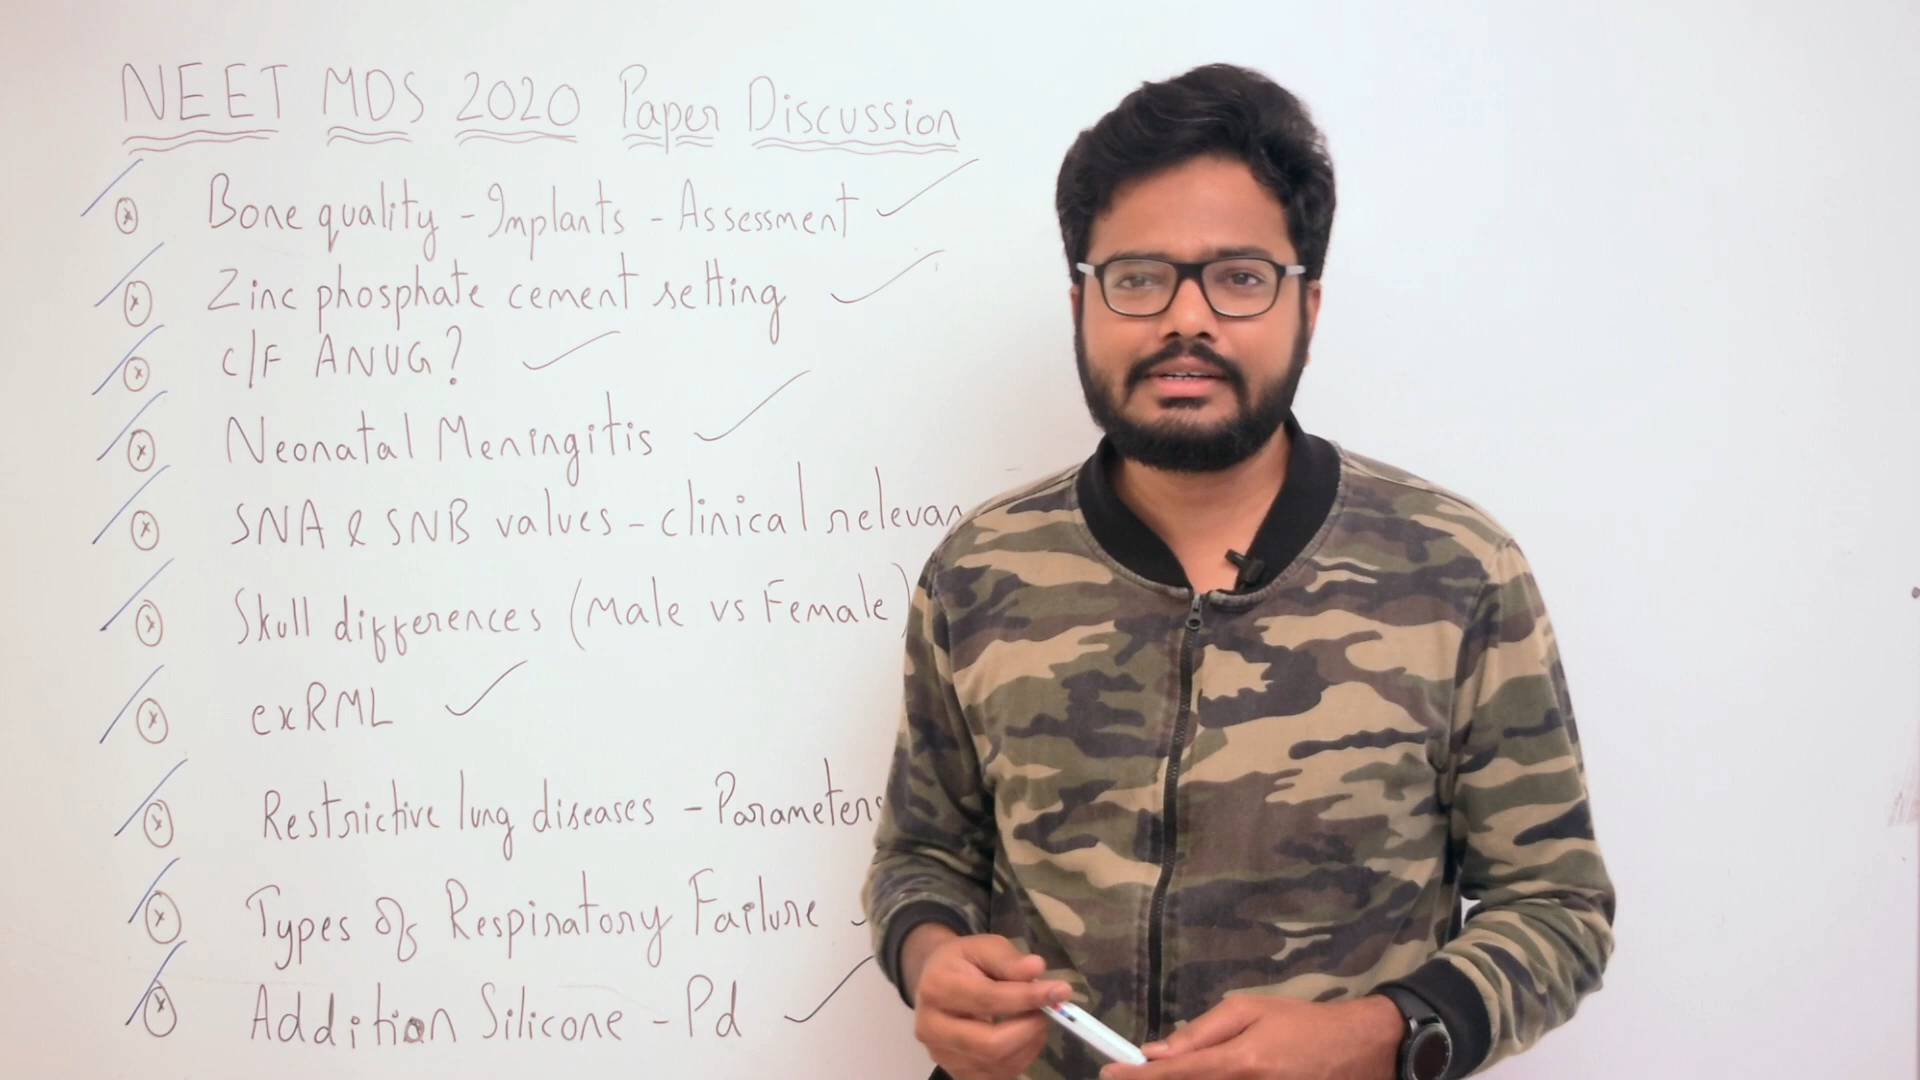 NEET MDS 2020 Paper Discussion
Bone quality - Implants - Assessment
Zinc phosphate cement setting
C/F ANUG?
Neonatal Meningitis
SNA & SNB values - clinical relevan
Skull differences (Male vs Female)
exRML
Restrictive lung diseases - Parameters
Types of Respiratory Failure
Addition Silicone - Pd